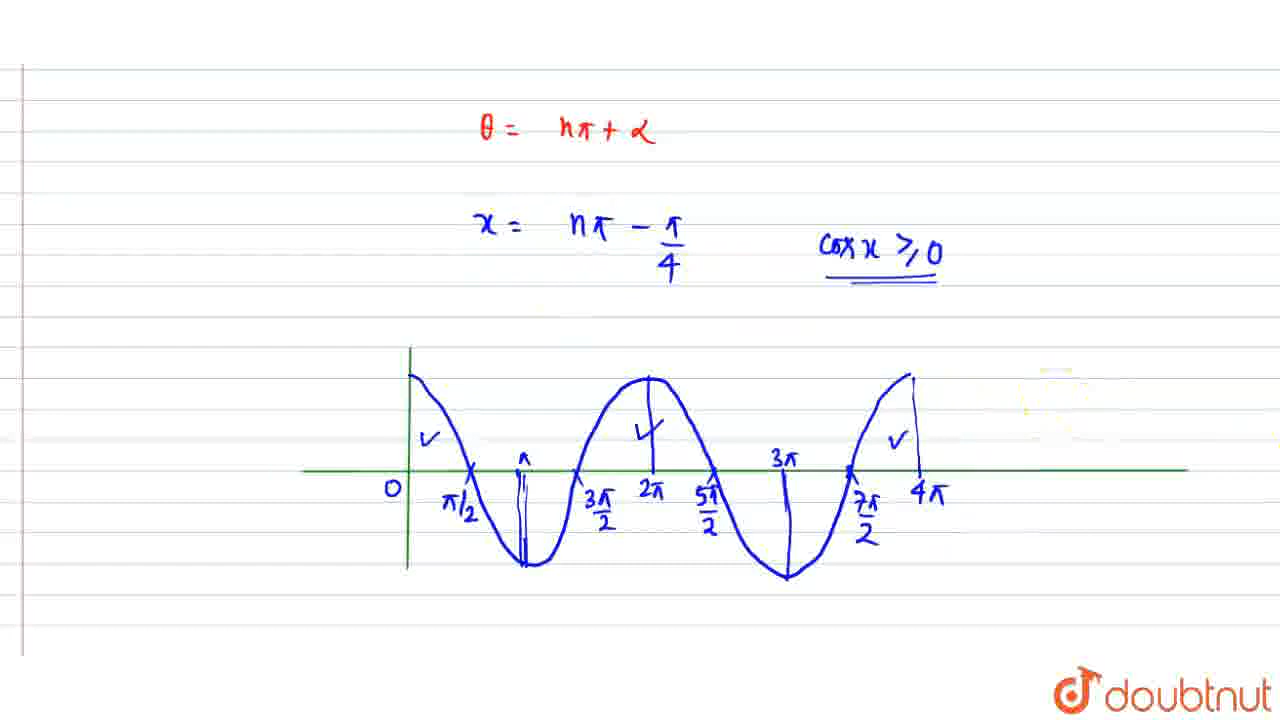 θ = nπ + α
x = nπ - π/4
cos x ≥ 0
π 3π
0 π/2 3π/2 2π 5π/2 7π/2 4π
doubtnut